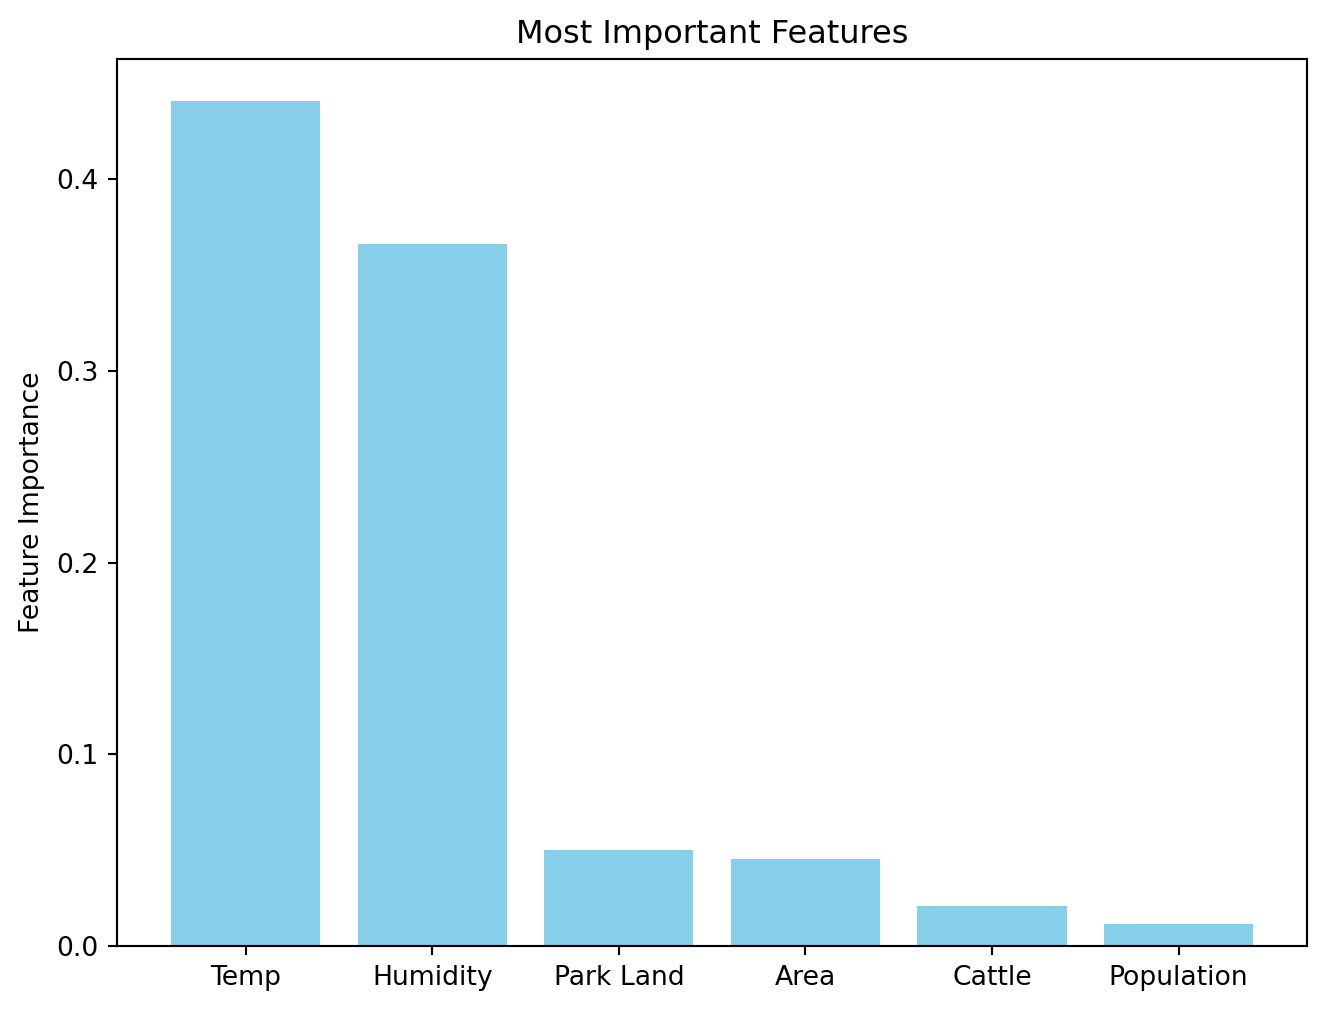 Most Important Features
Feature Importance
0.4
0.3
0.2
0.1
0.0
Temp Humidity Park Land Area Cattle Population